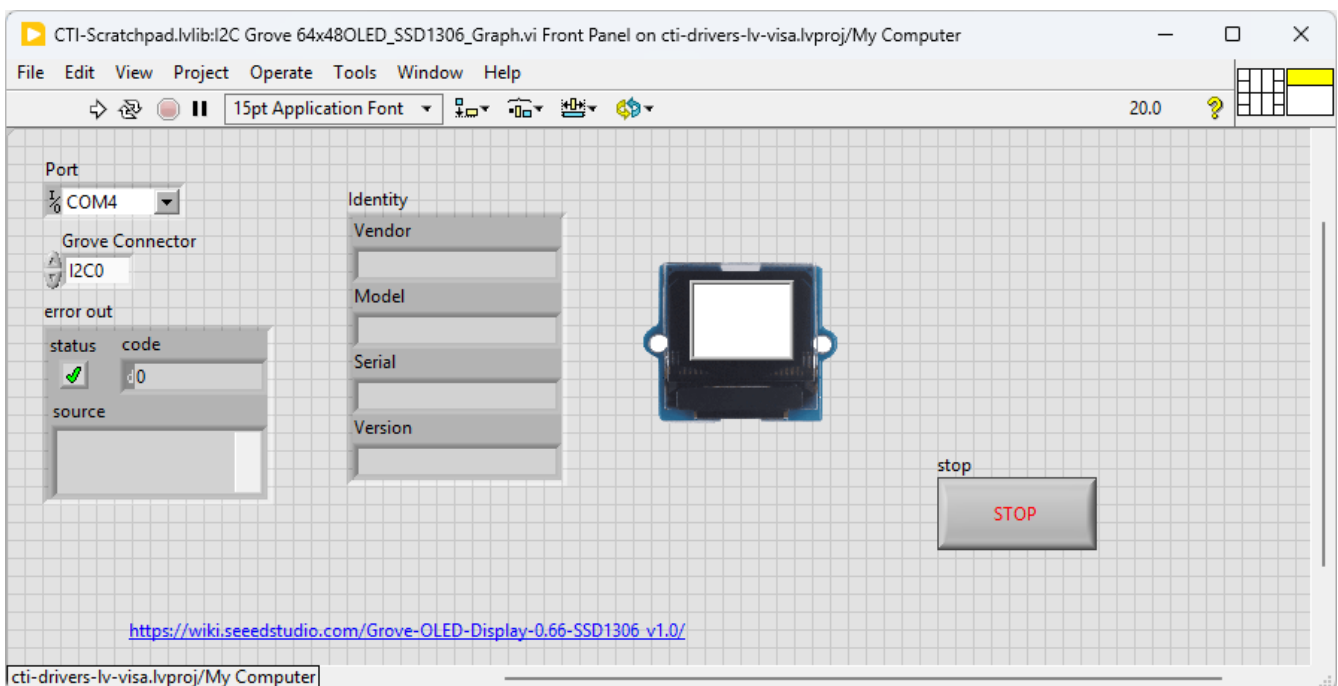 CTI-Scratchpad.lvlib:I2C Grove 64x48OLED_SSD1306_Graph.vi Front Panel on cti-drivers-lv-visa.lvproj/My Computer
File Edit View Project Operate Tools Window Help
15pt Application Font
20.0
Port
I/O COM4
Grove Connector
I2C0
error out
status code
d0
source
Identity
Vendor
Model
Serial
Version
stop
STOP
https://wiki.seeedstudio.com/Grove-OLED-Display-0.66-SSD1306_v1.0/
cti-drivers-lv-visa.lvproj/My Computer